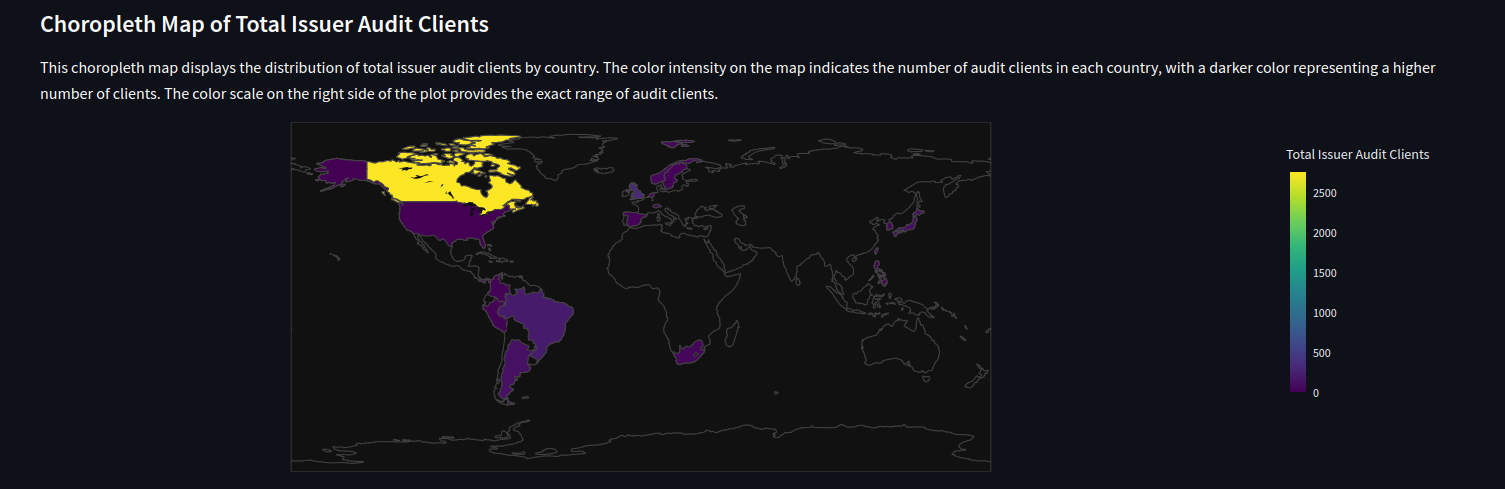 Choropleth Map of Total Issuer Audit Clients
This choropleth map displays the distribution of total issuer audit clients by country. The color intensity on the map indicates the number of audit clients in each country, with a darker color representing a higher
number of clients. The color scale on the right side of the plot provides the exact range of audit clients.
Total Issuer Audit Clients
2500
2000
1500
1000
500
0